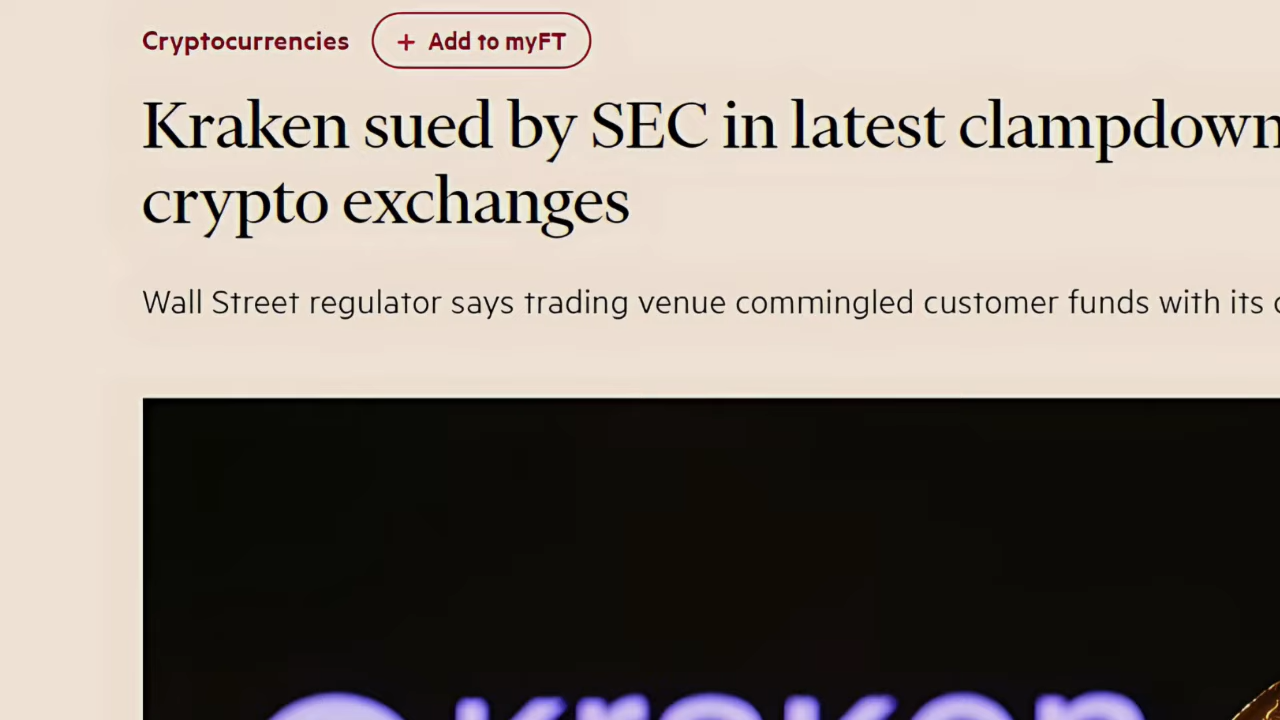 Cryptocurrencies + Add to myFT
Kraken sued by SEC in latest clampdown
crypto exchanges
Wall Street regulator says trading venue commingled customer funds with its
kraken